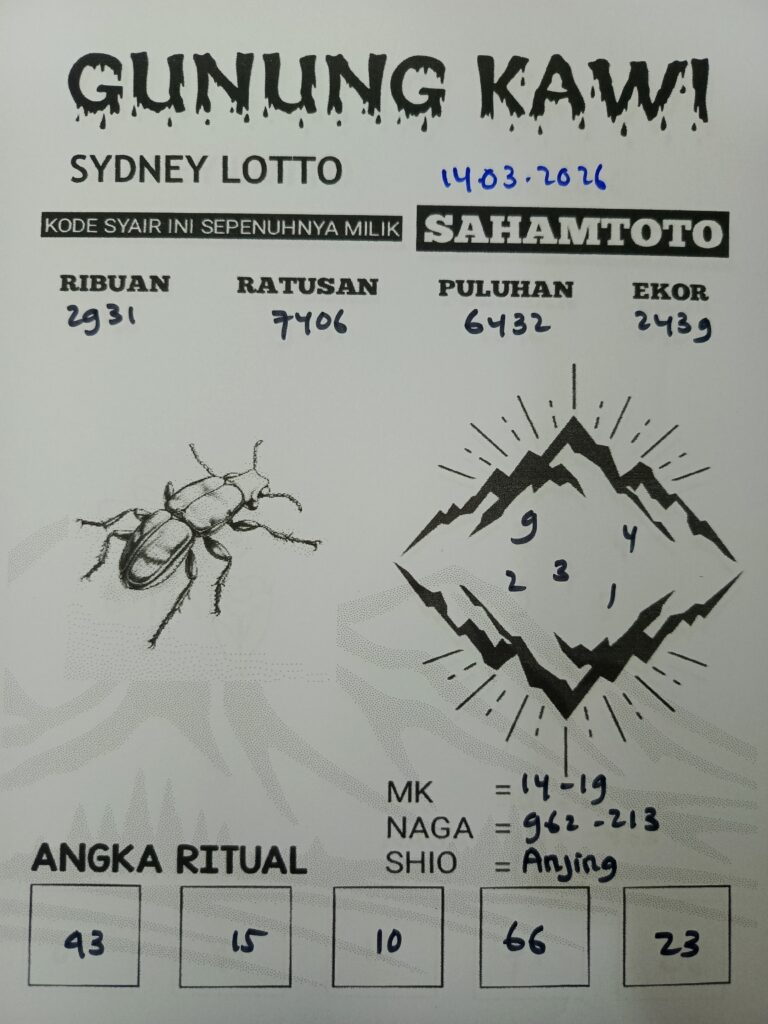 GUNUNG KAWI
SYDNEY LOTTO 14.03.2026
KODE SYAIR INI SEPENUHNYA MILIK SAHAMTOTO
RIBUAN RATUSAN PULUHAN EKOR
2931 7406 6432 2439
9 4
2 3 1
MK = 14-19
NAGA = 962-213
SHIO = Anjing
ANGKA RITUAL
93 15 10 66 23